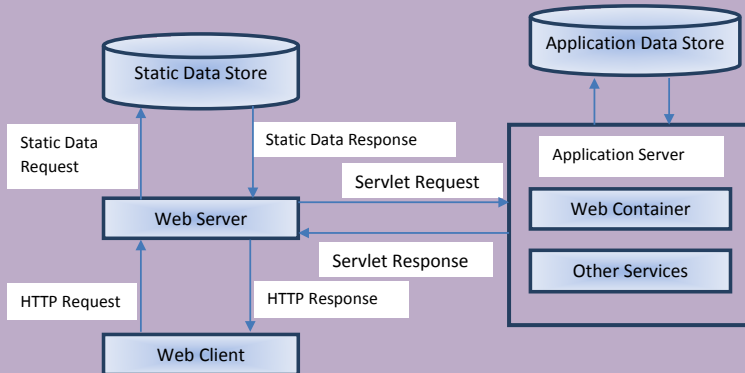 Application Data Store
Static Data Store
Static Data
Request
Static Data Response
Application Server
Servlet Request
Web Container
Web Server
Servlet Response
Other Services
HTTP Request
HTTP Response
Web Client